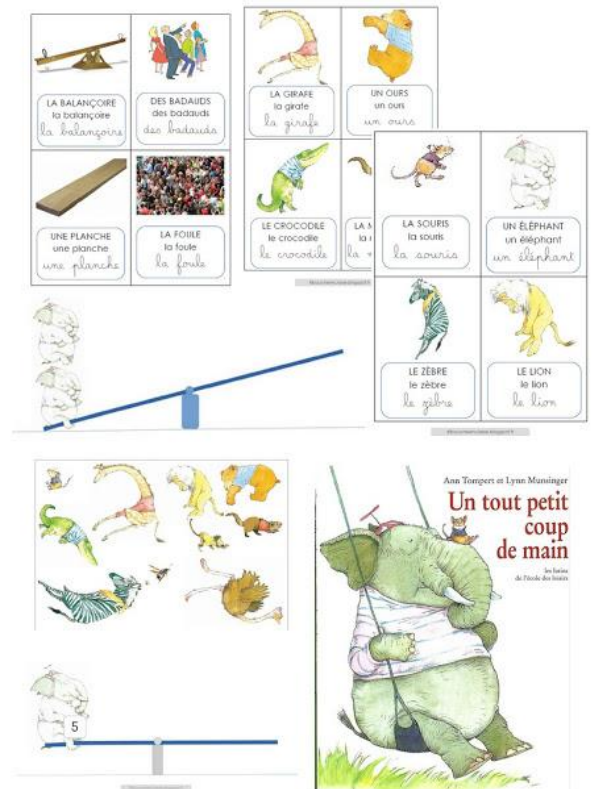 LA BALANÇOIRE
la balançoire
la balançoire
DES BADAUDS
des badauds
des badauds
UNE PLANCHE
une planche
une planche
LA FOULE
la foule
la foule
LA GIRAFE
la girafe
la girafe
UN OURS
un ours
un ours
LE CROCODILE
le crocodile
le crocodile
LA
la
LA SOURIS
la souris
la souris
UN ÉLÉPHANT
un éléphant
un éléphant
LE ZÈBRE
le zèbre
le zèbre
LE LION
le lion
le lion
Ann Tompert et Lynn Munsinger
Un tout petit
coup
de main
les lutins
de l'école des loisirs
5